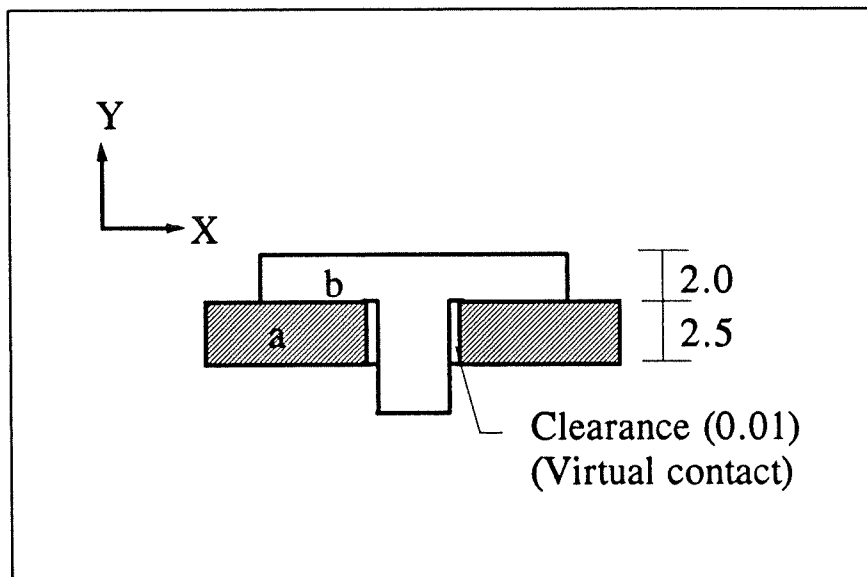 Y
X
b
2.0
a
2.5
Clearance (0.01)
(Virtual contact)